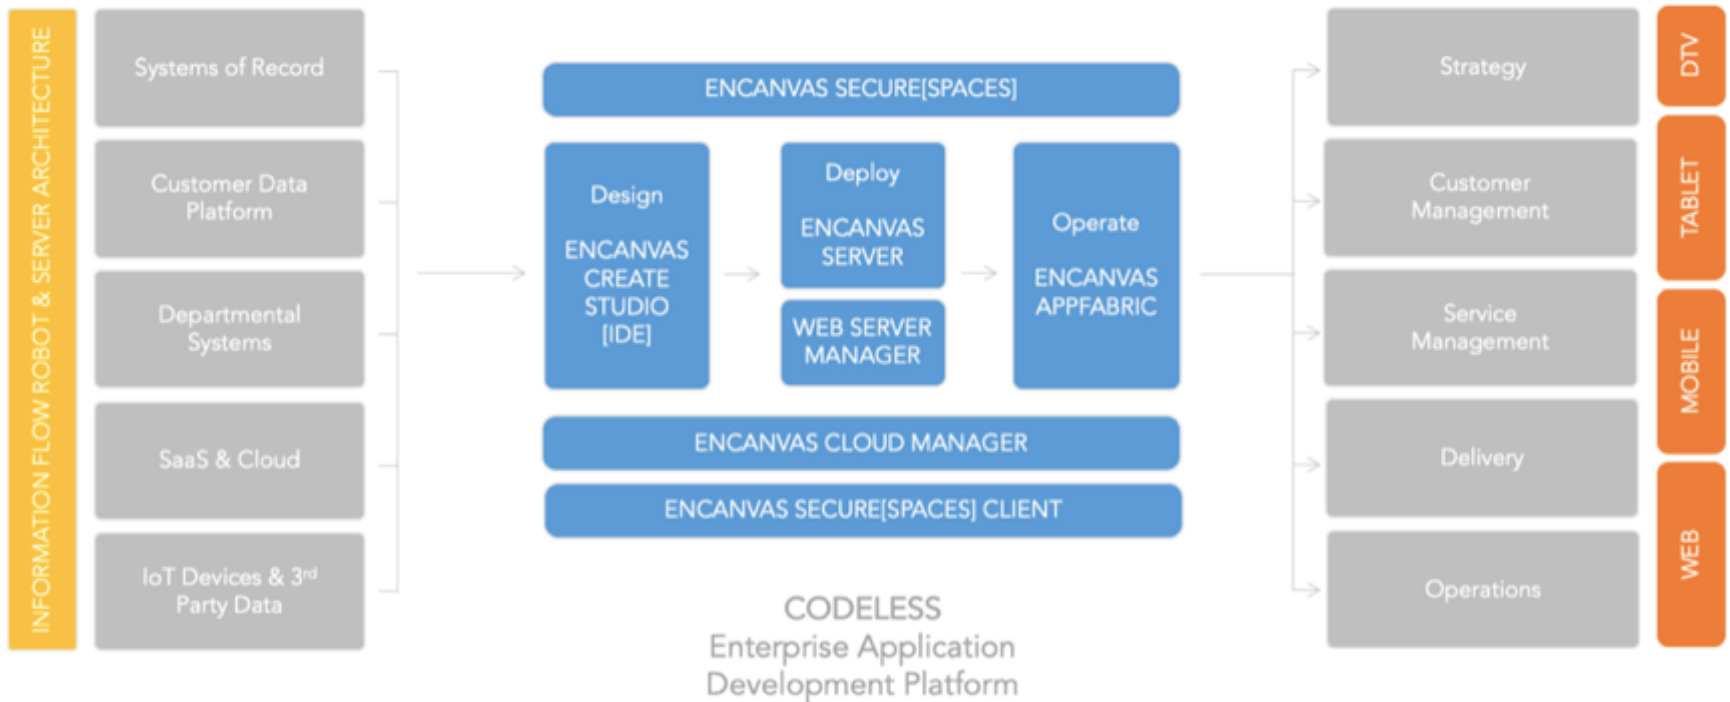 INFORMATION FLOW ROBOT & SERVER ARCHITECTURE
Systems of Record
Customer Data
Platform
Departmental
Systems
SaaS & Cloud
IoT Devices & 3rd
Party Data
ENCANVAS SECURE[SPACES]
Design
ENCANVAS
CREATE
STUDIO
[IDE]
Deploy
ENCANVAS
SERVER
WEB SERVER
MANAGER
Operate
ENCANVAS
APPFABRIC
ENCANVAS CLOUD MANAGER
ENCANVAS SECURE[SPACES] CLIENT
CODELESS
Enterprise Application
Development Platform
Strategy
Customer
Management
Service
Management
Delivery
Operations
DTV
TABLET
MOBILE
WEB